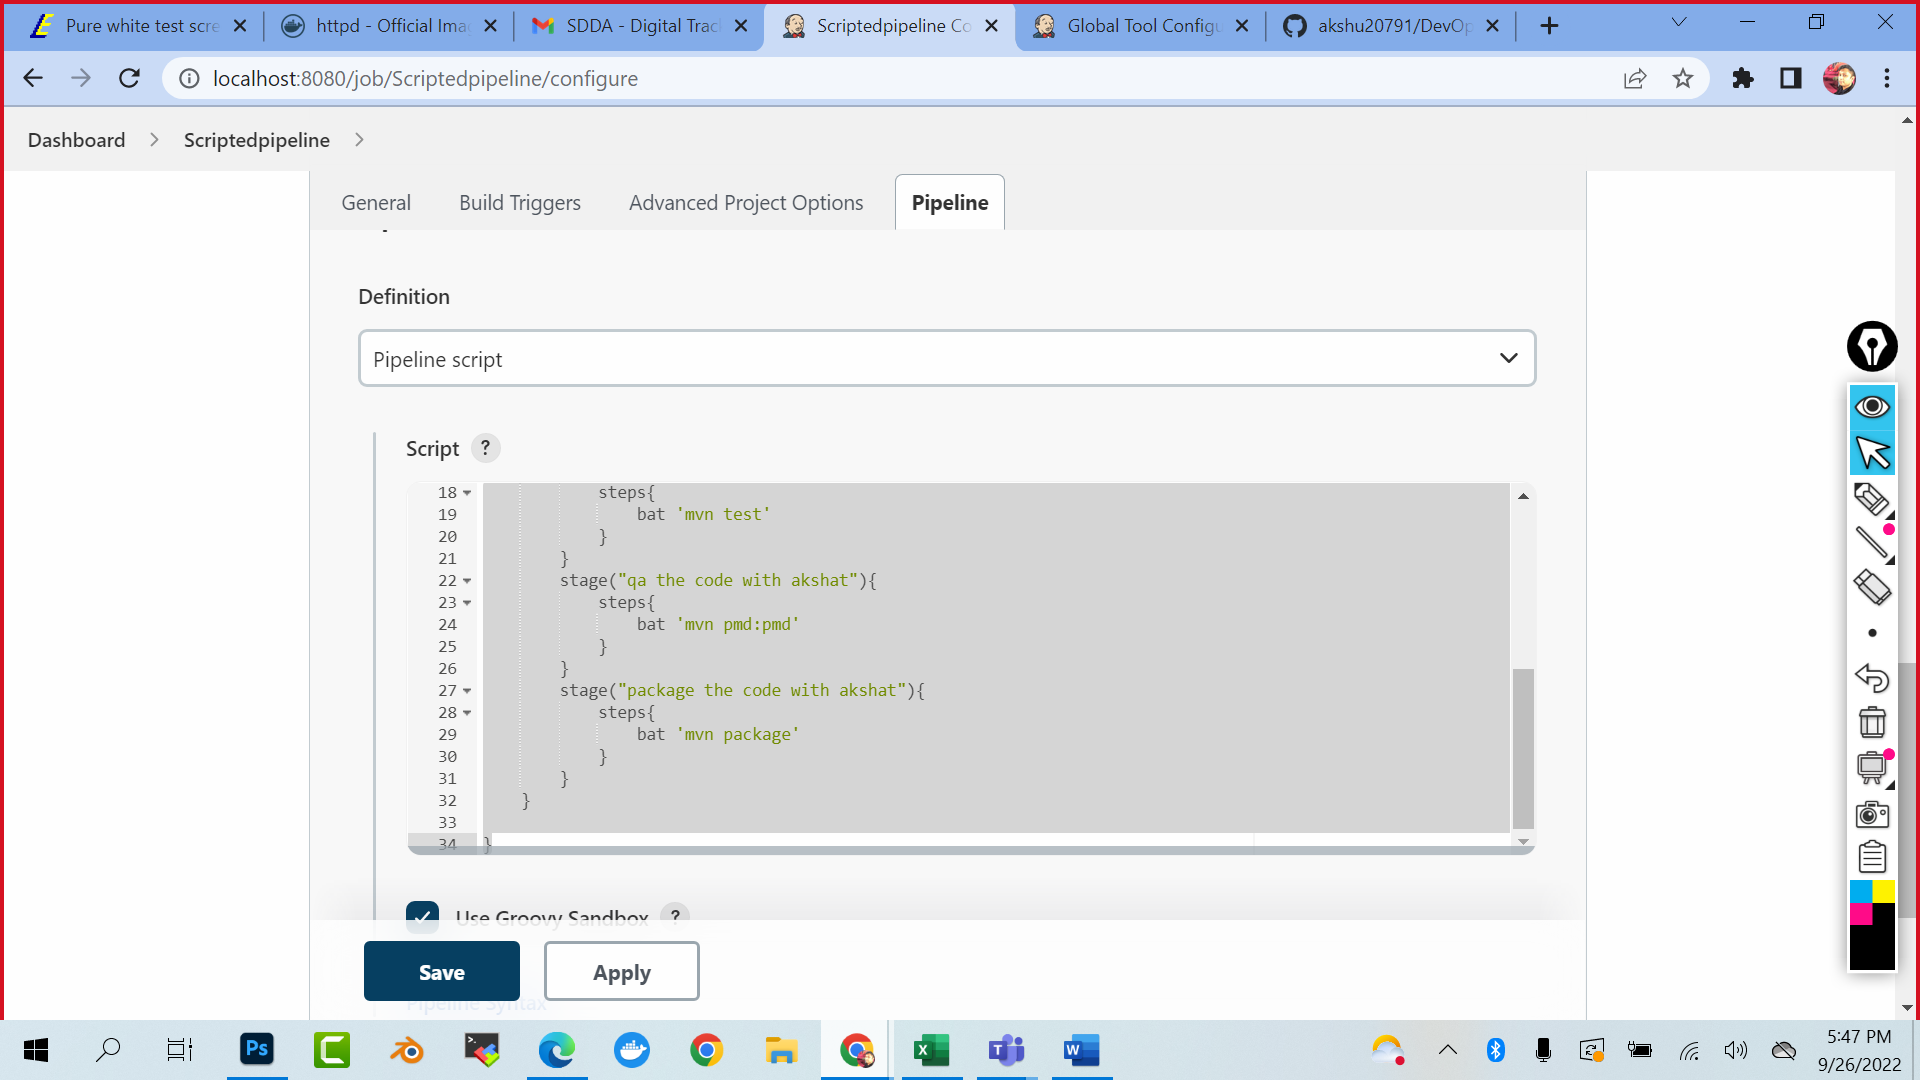 Pure white test scre
httpd - Official Ima
SDDA - Digital Trac
Scriptedpipeline Co
Global Tool Configu
akshu20791/DevOp
localhost:8080/job/Scriptedpipeline/configure
Dashboard
Scriptedpipeline
General
Build Triggers
Advanced Project Options
Pipeline
Definition
Pipeline script
Script ?
18 steps{
19 bat 'mvn test'
20 }
21 }
22 stage("qa the code with akshat"){
23 steps{
24 bat 'mvn pmd:pmd'
25 }
26 }
27 stage("package the code with akshat"){
28 steps{
29 bat 'mvn package'
30 }
31 }
32 }
33
34 }
Use Groovy Sandbox ?
Save
Apply
Pipeline Syntax
Ps
5:47 PM
9/26/2022